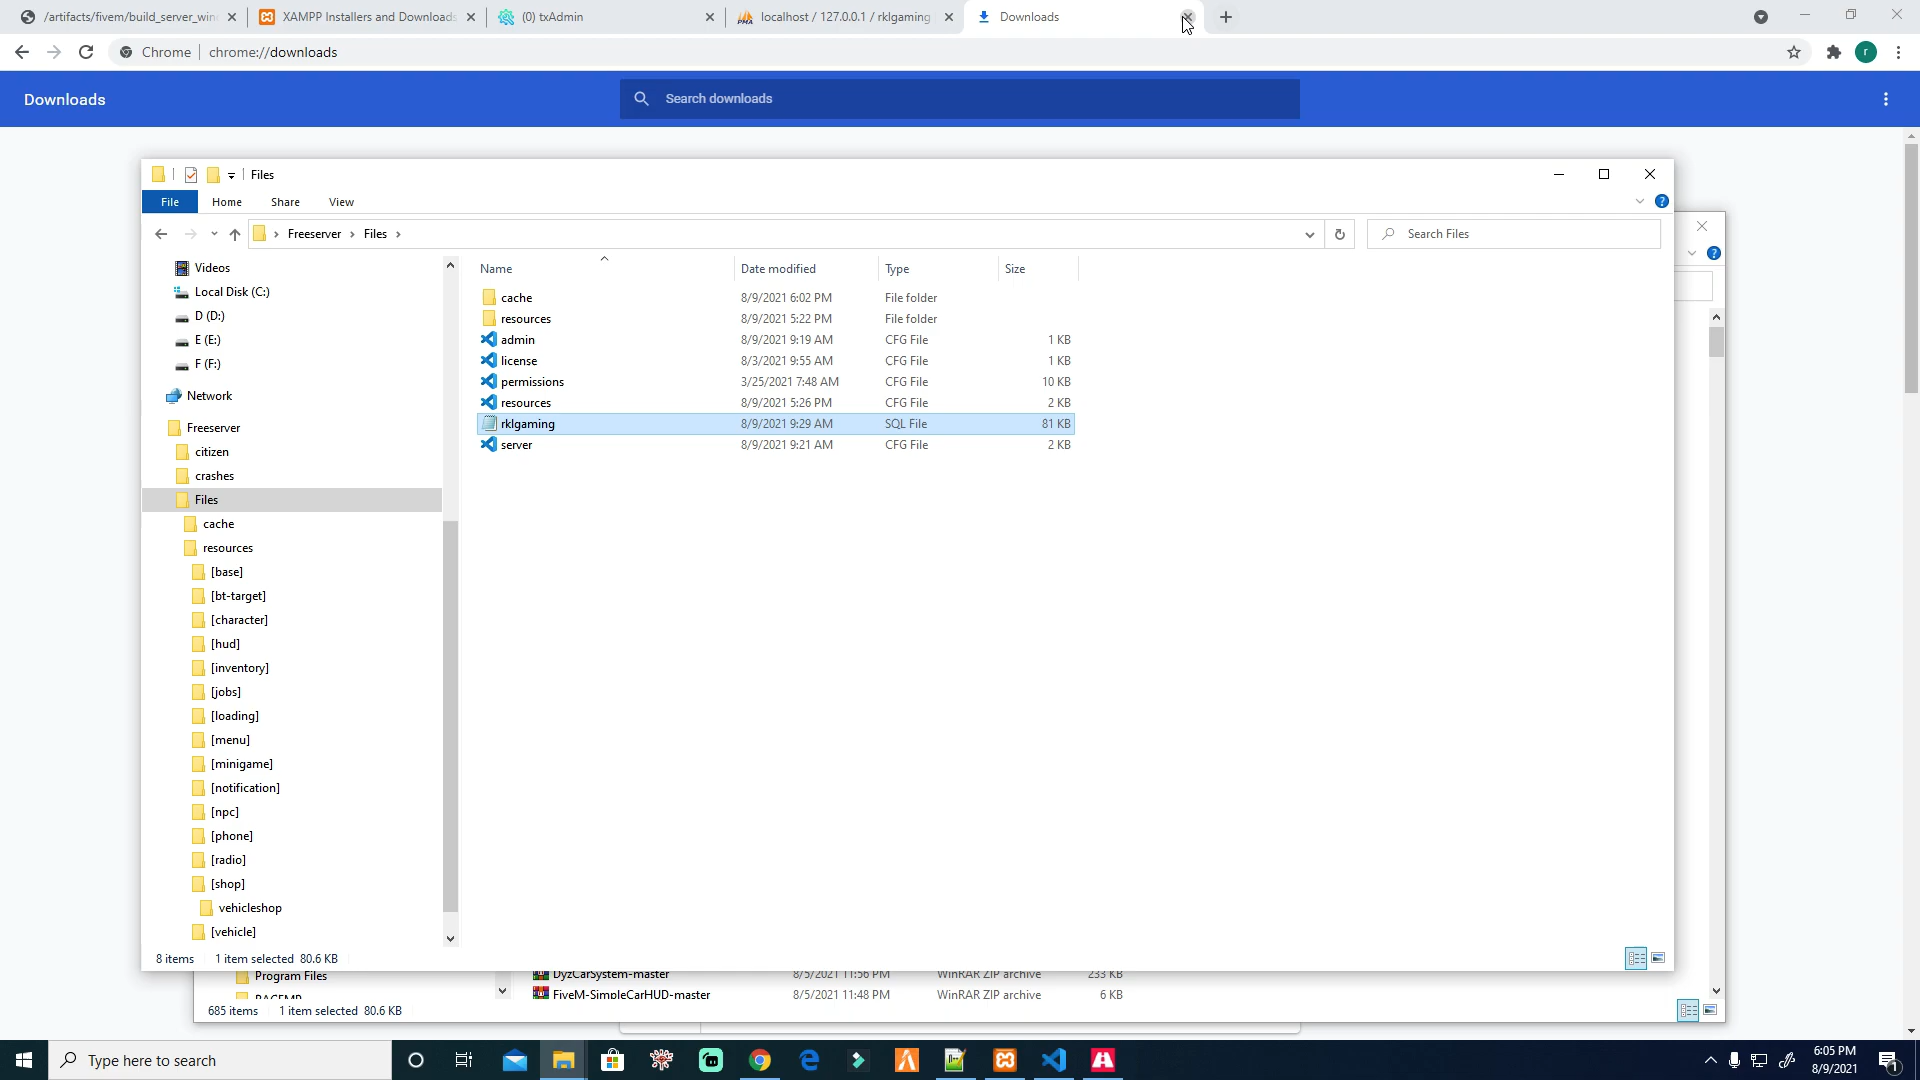 /artifacts/fivem/build_server_win
XAMPP Installers and Downloads
(0) txAdmin
localhost / 127.0.0.1 / rklgaming
Downloads
Chrome
chrome://downloads
r
Downloads
Search downloads
Files
File
Home
Share
View
Freeserver
Files
Search Files
Videos
Local Disk (C:)
D (D:)
E (E:)
F (F:)
Network
Freeserver
citizen
crashes
Files
cache
resources
[base]
[bt-target]
[character]
[hud]
[inventory]
[jobs]
[loading]
[menu]
[minigame]
[notification]
[npc]
[phone]
[radio]
[shop]
vehicleshop
[vehicle]
Name Date modified Type Size
cache 8/9/2021 6:02 PM File folder
resources 8/9/2021 5:22 PM File folder
admin 8/9/2021 9:19 AM CFG File 1 KB
license 8/3/2021 9:55 AM CFG File 1 KB
permissions 3/25/2021 7:48 AM CFG File 10 KB
resources 8/9/2021 5:26 PM CFG File 2 KB
rklgaming 8/9/2021 9:29 AM SQL File 81 KB
server 8/9/2021 9:21 AM CFG File 2 KB
8 items 1 item selected 80.6 KB
Program Files
DyzCarSystem-master 8/5/2021 11:56 PM WinRAR ZIP archive 233 KB
FiveM-SimpleCarHUD-master 8/5/2021 11:48 PM WinRAR ZIP archive 6 KB
685 items 1 item selected 80.6 KB
Type here to search
6:05 PM
8/9/2021
1